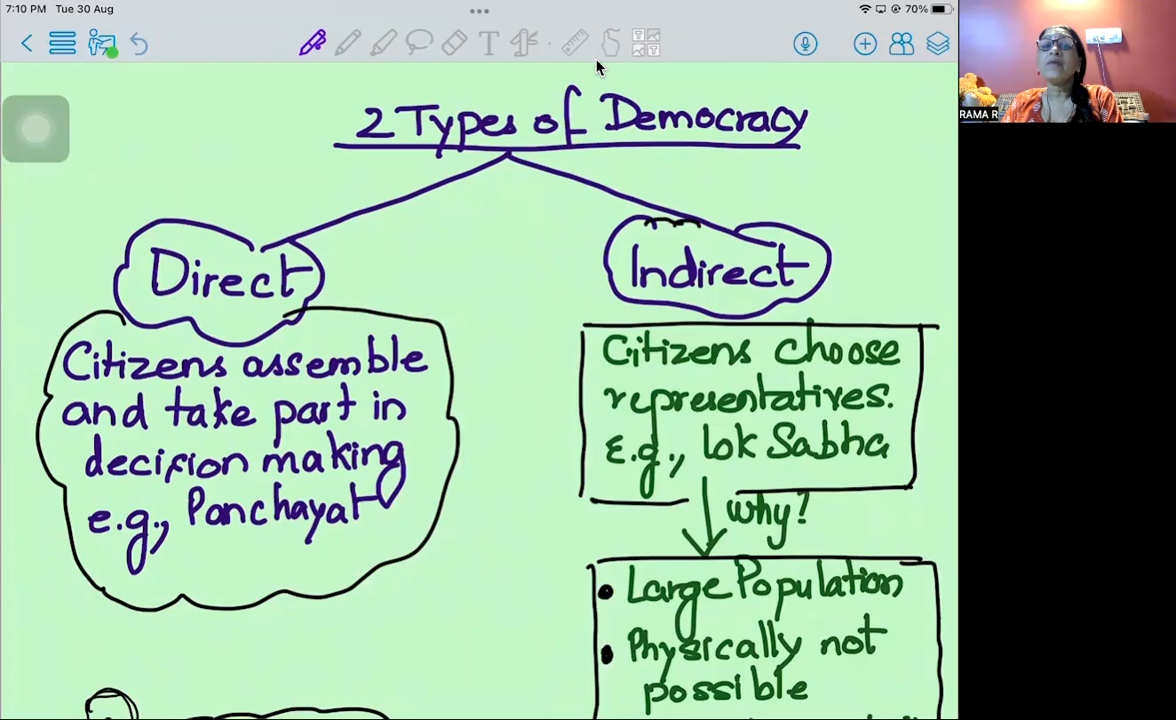 7:10 PM Tue 30 Aug
70%
RAMA R
2 Types of Democracy
Direct
Citizens assemble
and take part in
decision making
e.g., Panchayat
Indirect
Citizens choose
representatives.
E.g., lok Sabha
why?
Large Population
Physically not
possible